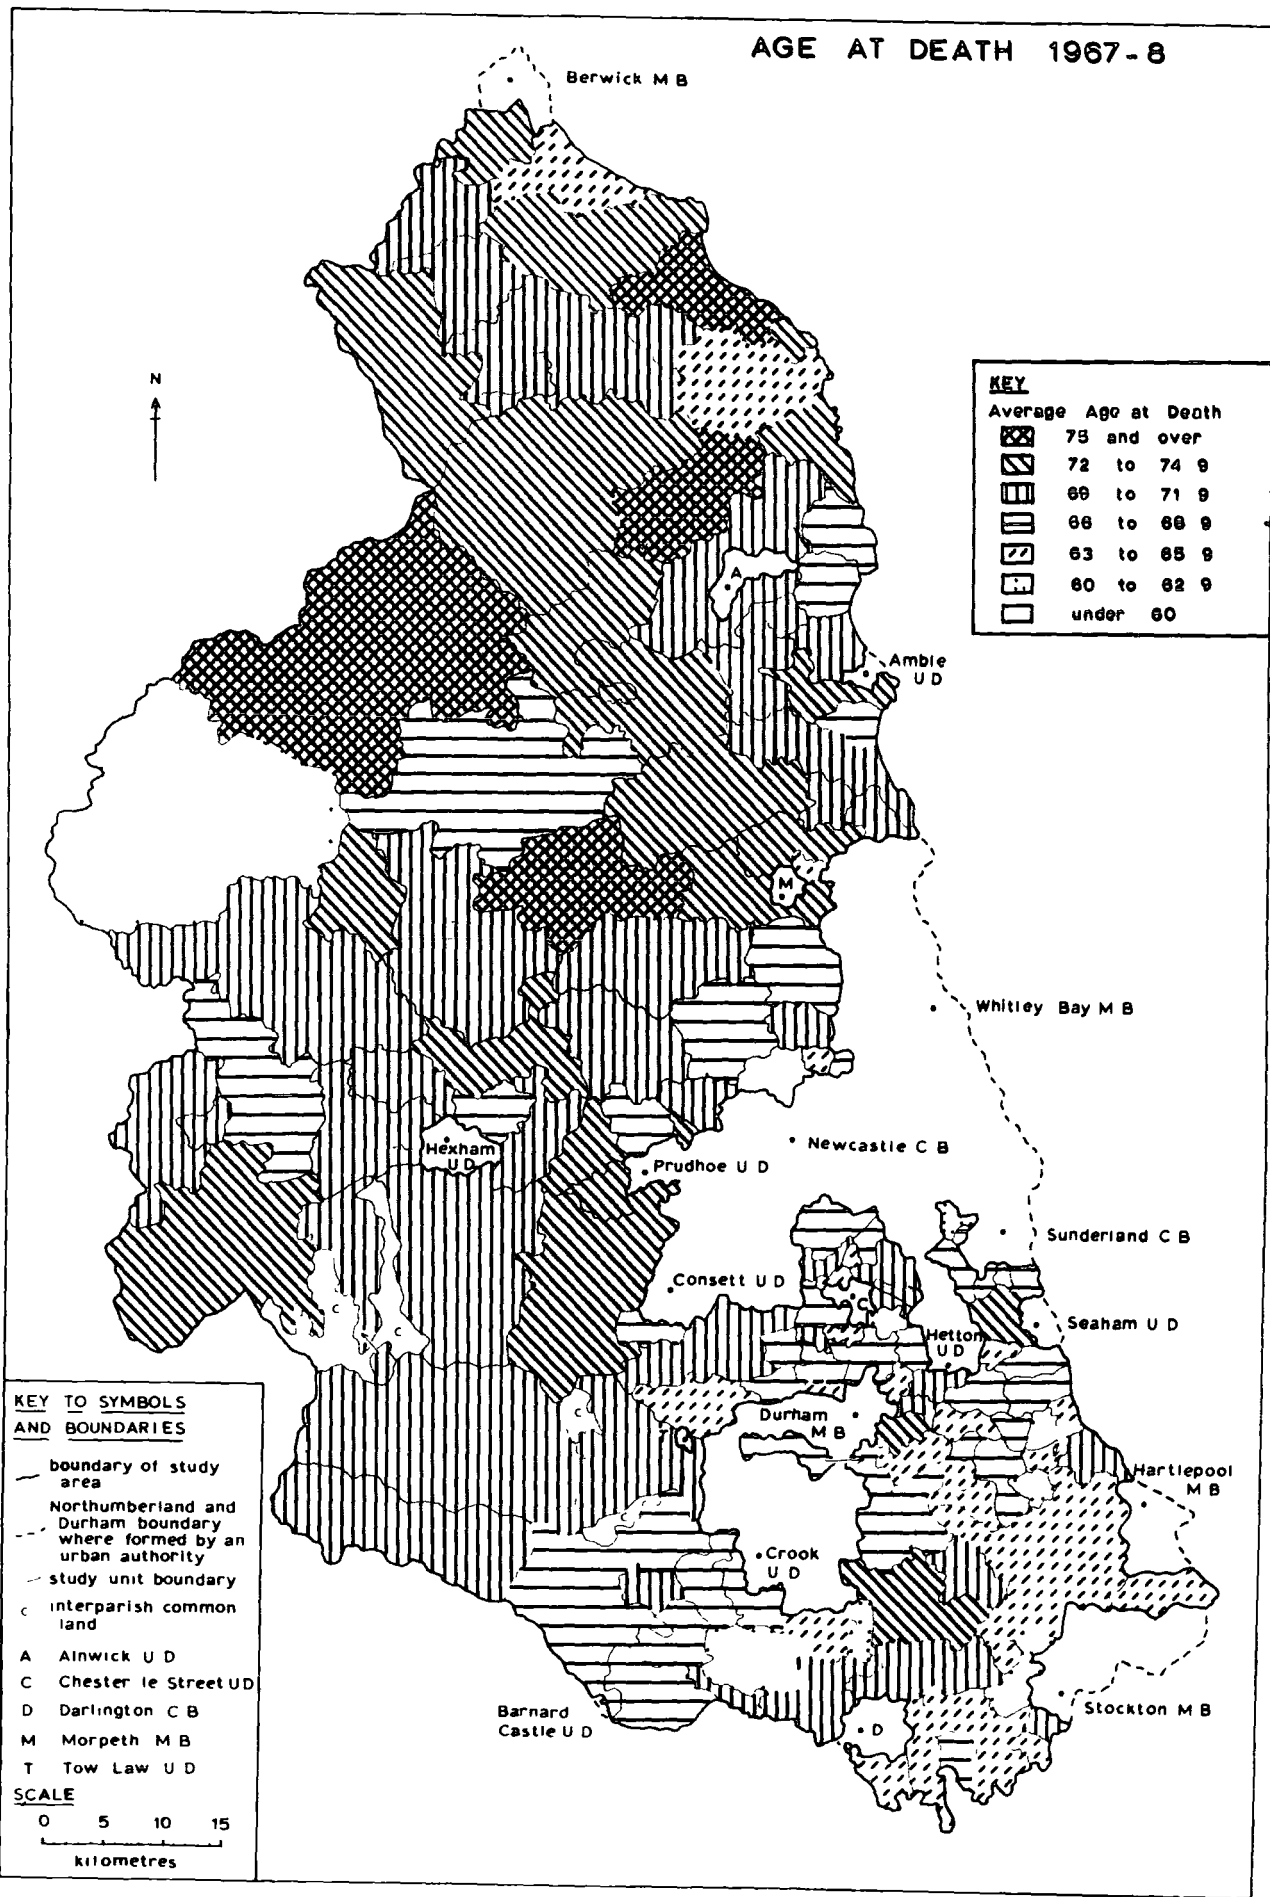 AGE AT DEATH 1967-8
Berwick M B
N
KEY
Average Age at Death
75 and over
72 to 74 9
69 to 71 9
66 to 68 9
63 to 65 9
60 to 62 9
under 60
A
Amble
U D
M
Whitley Bay M B
Newcastle C B
Hexham
U D
Prudhoe U D
Sunderland C B
Consett U D
C
Seaham U D
Hetton
U D
C
C
C
Durham
M B
Hartlepool
M B
C
Crook
U D
Barnard
Castle U D
D
Stockton M B
KEY TO SYMBOLS
AND BOUNDARIES
boundary of study
area
Northumberland and
Durham boundary
where formed by an
urban authority
study unit boundary
C interparish common
land
A Alnwick U D
C Chester le Street U D
D Darlington C B
M Morpeth M B
T Tow Law U D
SCALE
0 5 10 15
kilometres